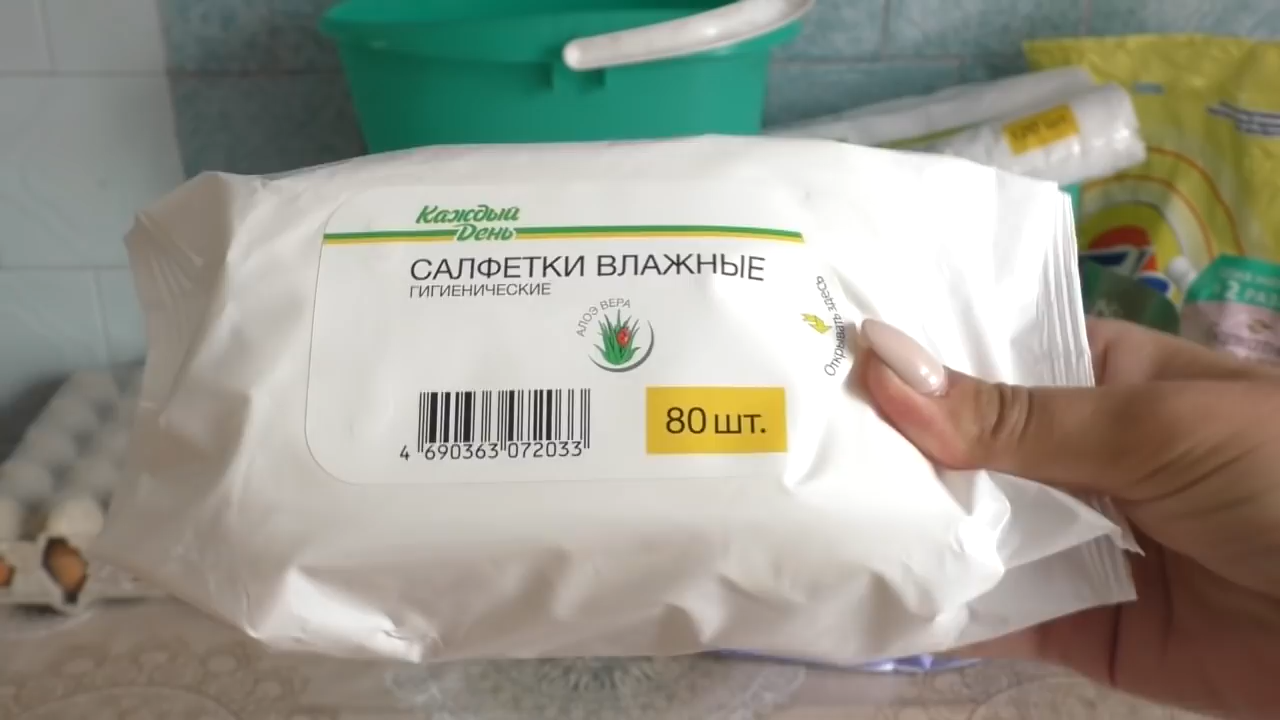 Каждый
День
САЛФЕТКИ ВЛАЖНЫЕ
ГИГИЕНИЧЕСКИЕ
АЛОЭ ВЕРА
Открывать здесь
80 шт.
4 690363 072033